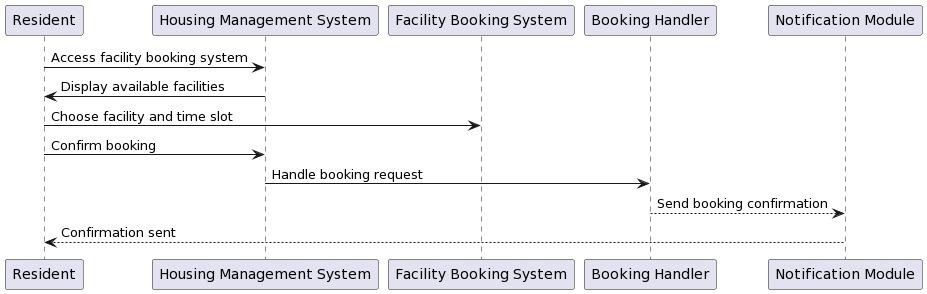 Resident Housing Management System Facility Booking System Booking Handler Notification Module
Access facility booking system
Display available facilities
Choose facility and time slot
Confirm booking
Handle booking request
Send booking confirmation
Confirmation sent
Resident Housing Management System Facility Booking System Booking Handler Notification Module